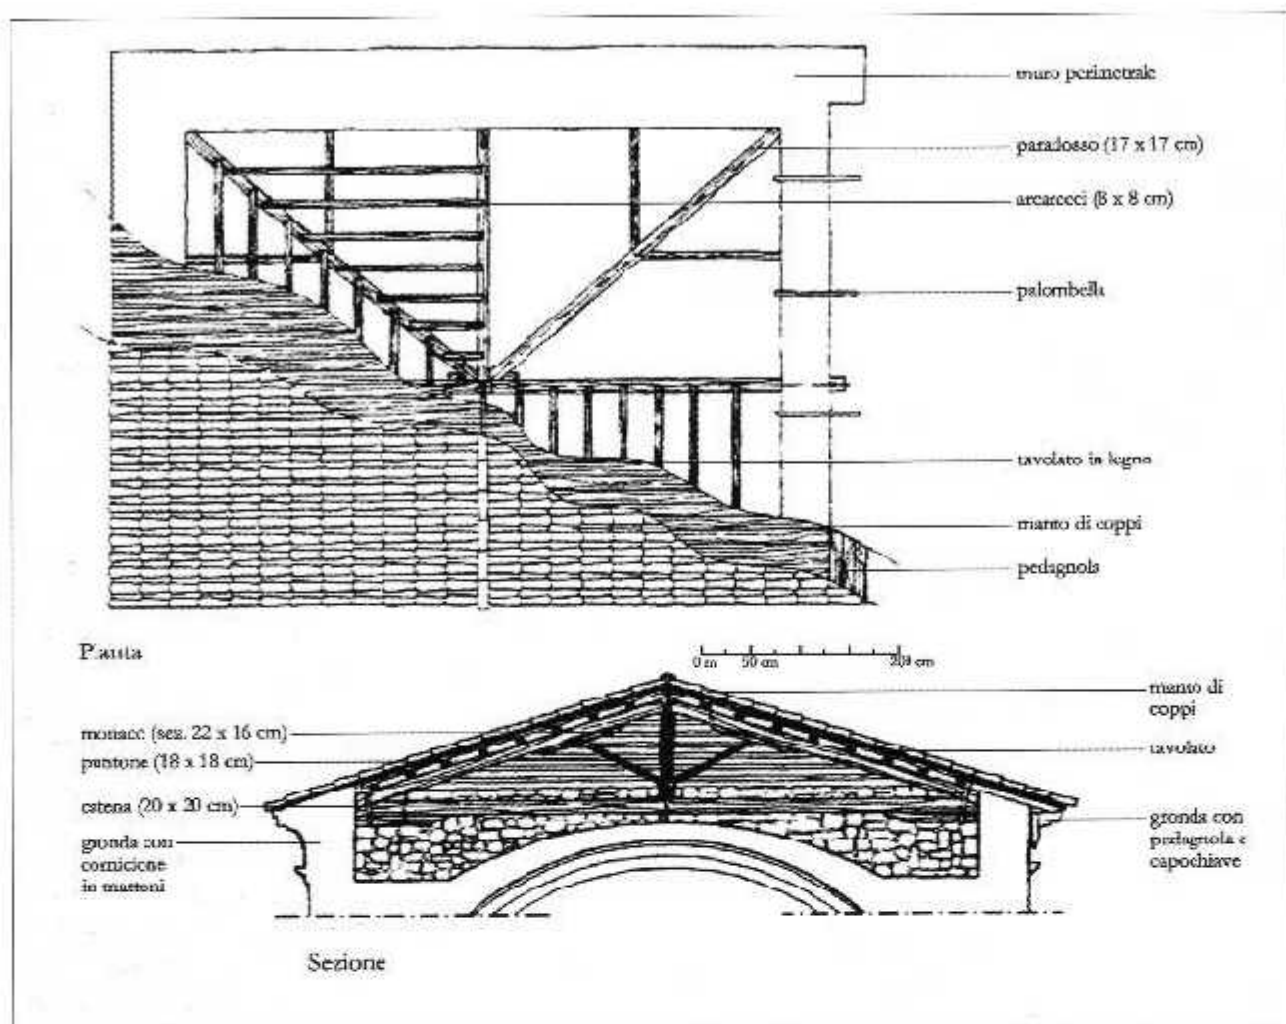 muro perimetrale
paradosso (17 x 17 cm)
arcarecci (8 x 8 cm)
palombella
tavolato in legno
manto di coppi
pedagnola
Pianta
0 m 50 cm 200 cm
manto di
coppi
monaco (sez. 22 x 16 cm)
tavolato
puntone (18 x 18 cm)
catena (20 x 20 cm)
gronda con
cornicione
in mattoni
gronda con
pedagnola e
capochiave
Sezione